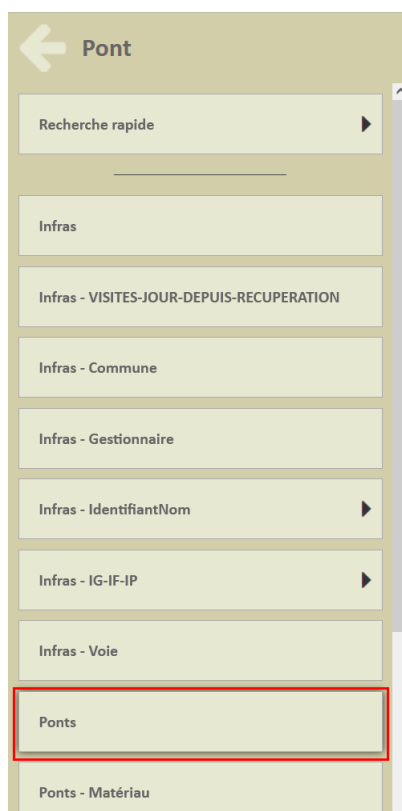 Pont
Recherche rapide
Infras
Infras - VISITES-JOUR-DEPUIS-RECUPERATION
Infras - Commune
Infras - Gestionnaire
Infras - IdentifiantNom
Infras - IG-IF-IP
Infras - Voie
Ponts
Ponts - Matériau